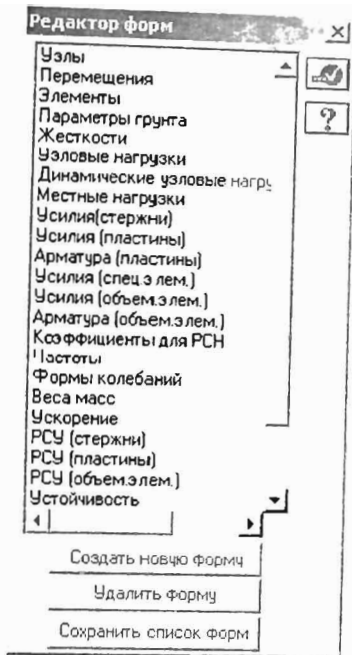 Редактор форм
Узлы
Перемещения
Элементы
Параметры грунта
Жесткости
Узловые нагрузки
Динамические узловые нагру
Местные нагрузки
Усилия(стержни)
Усилия (пластины)
Арматура (пластины)
Усилия (спец.элем.)
Усилия (объем.элем.)
Арматура (объем.элем.)
Коэффициенты для РСН
Частоты
Формы колебаний
Веса масс
Ускорение
РСУ (стержни)
РСУ (пластины)
РСУ (объем.элем.)
Устойчивость
Создать новую форму
Удалить форму
Сохранить список форм